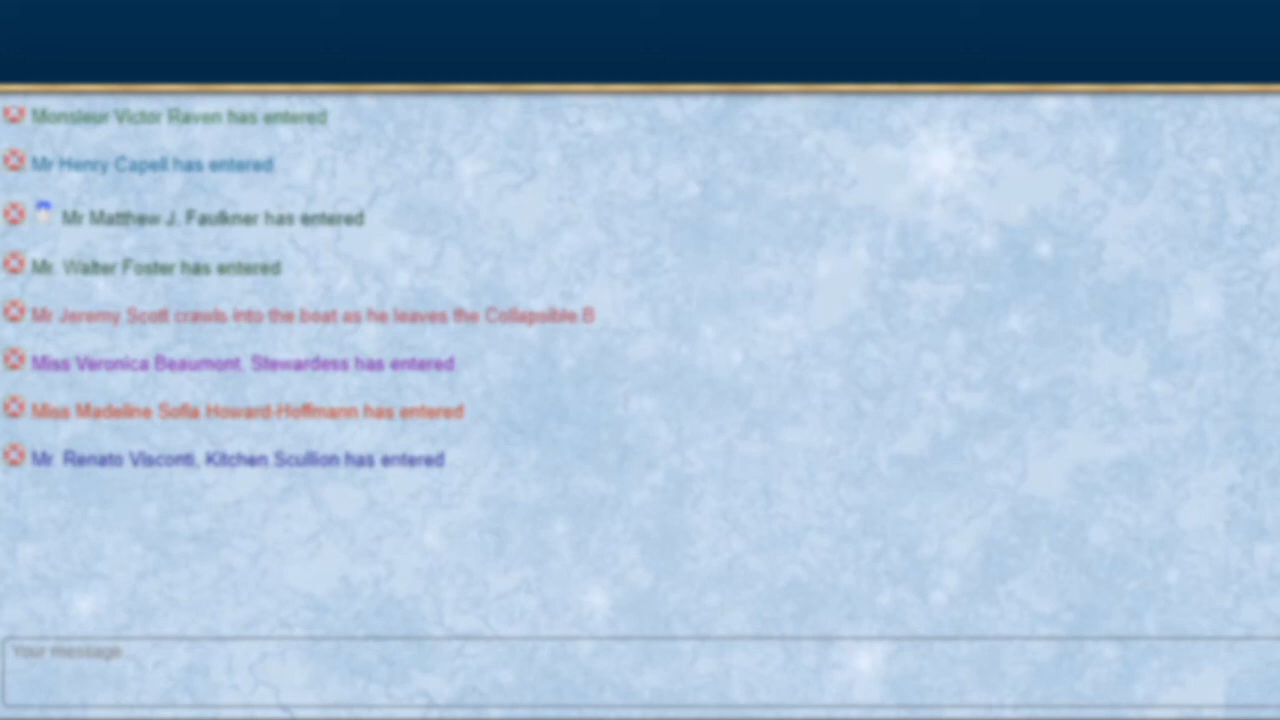 Monsieur Victor Raven has entered
Mr Henry Capell has entered
Mr Matthew J. Faulkner has entered
Mr. Walter Foster has entered
Mr Jeremy Scott crawls into the boat as he leaves the Collapsible B
Miss Veronica Beaumont, Stewardess has entered
Miss Madeline Sofia Howard-Hoffmann has entered
Mr. Renato Visconti, Kitchen Scullion has entered
Your message...